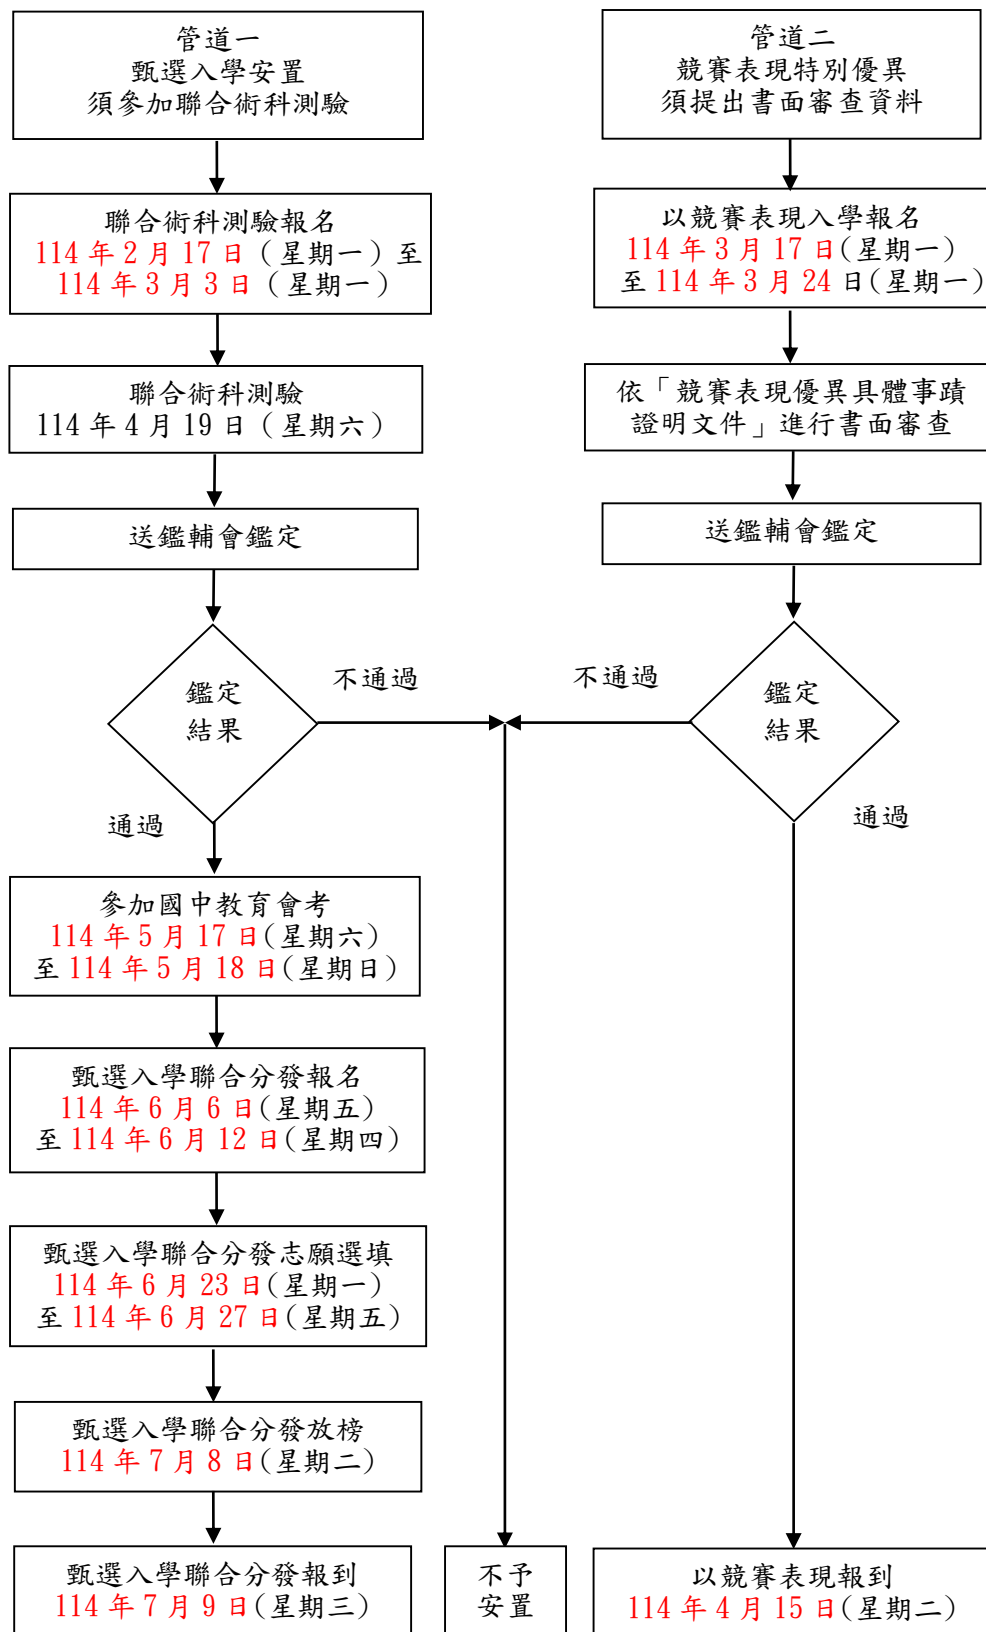 管道一
甄選入學安置
須參加聯合術科測驗
管道二
競賽表現特別優異
須提出書面審查資料
聯合術科測驗報名
114 年 2 月 17 日（星期一）至
114 年 3 月 3 日（星期一）
以競賽表現入學報名
114 年 3 月 17 日(星期一)
至 114 年 3 月 24 日(星期一)
聯合術科測驗
114 年 4 月 19 日（星期六）
依「競賽表現優異具體事蹟
證明文件」進行書面審查
送鑑輔會鑑定
送鑑輔會鑑定
鑑定
結果
不通過
不通過
鑑定
結果
通過
通過
參加國中教育會考
114 年 5 月 17 日(星期六)
至 114 年 5 月 18 日(星期日)
甄選入學聯合分發報名
114 年 6 月 6 日(星期五)
至 114 年 6 月 12 日(星期四)
甄選入學聯合分發志願選填
114 年 6 月 23 日(星期一)
至 114 年 6 月 27 日(星期五)
甄選入學聯合分發放榜
114 年 7 月 8 日(星期二)
甄選入學聯合分發報到
114 年 7 月 9 日(星期三)
不予
安置
以競賽表現報到
114 年 4 月 15 日(星期二)